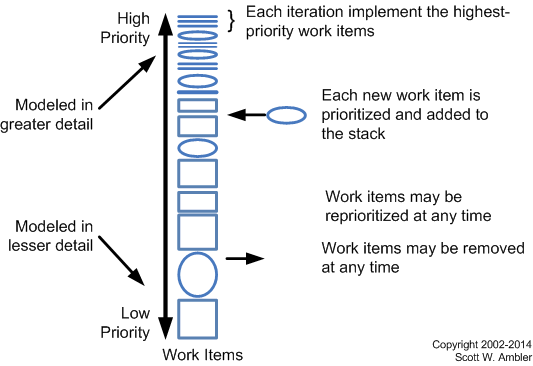 High
Priority
Each iteration implement the highest-
priority work items
Modeled in
greater detail
Each new work item is
prioritized and added to
the stack
Work items may be
reprioritized at any time
Modeled in
lesser detail
Work items may be removed
at any time
Low
Priority
Work Items
Copyright 2002-2014
Scott W. Ambler